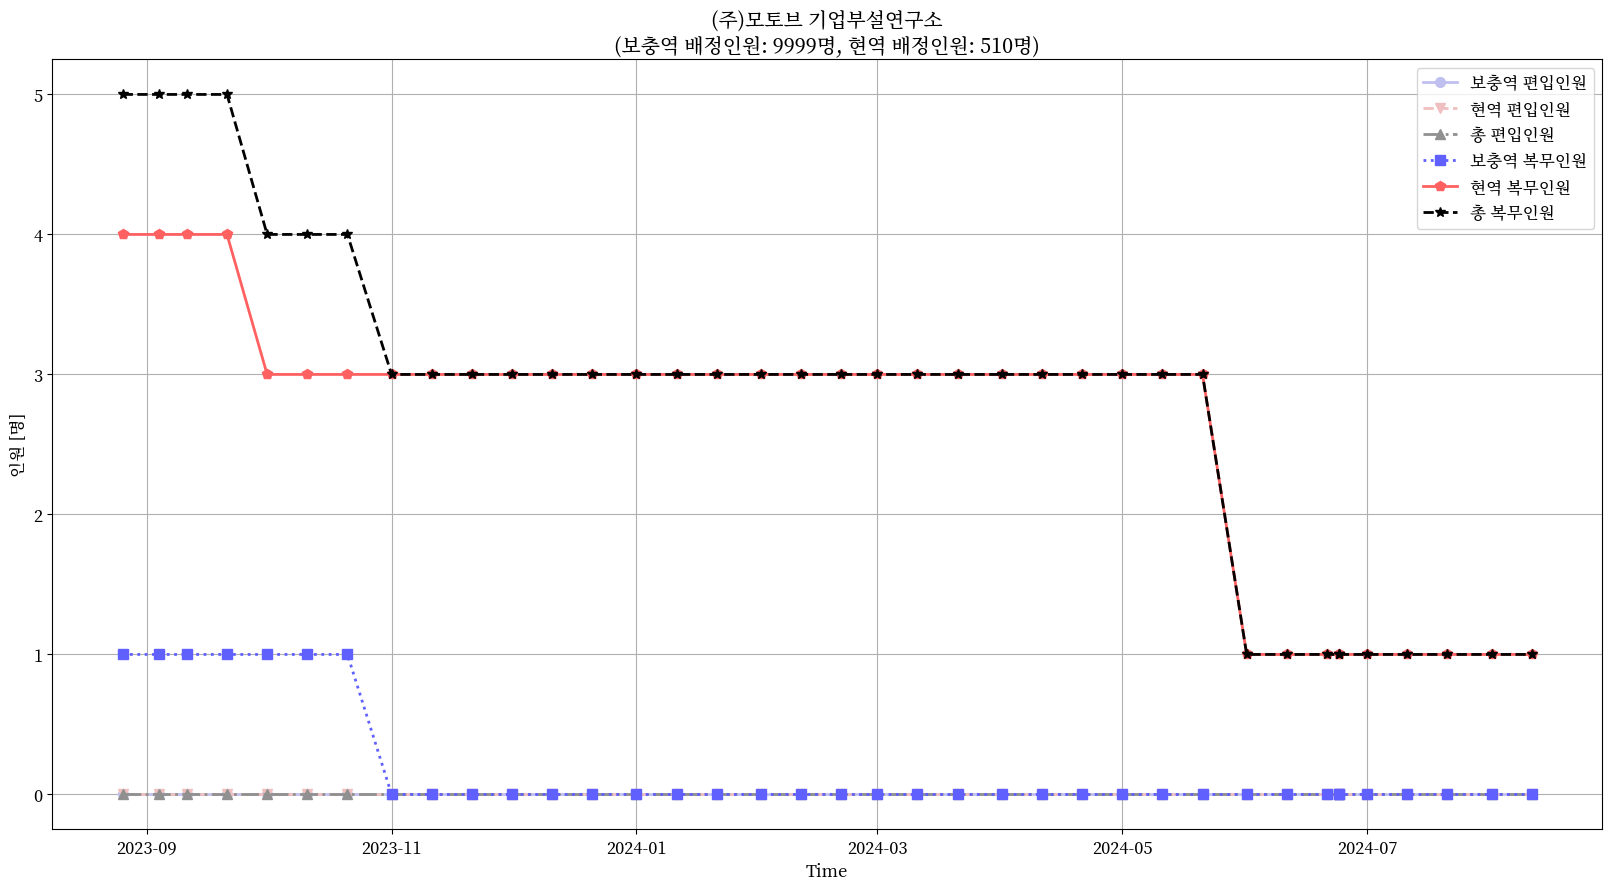 (주)모토브 기업부설연구소
(보충역 배정인원: 9999명, 현역 배정인원: 510명)
보충역 편입인원
현역 편입인원
총 편입인원
보충역 복무인원
현역 복무인원
총 복무인원
인원 [명]
5
4
3
2
1
0
2023-09
2023-11
2024-01
2024-03
2024-05
2024-07
Time